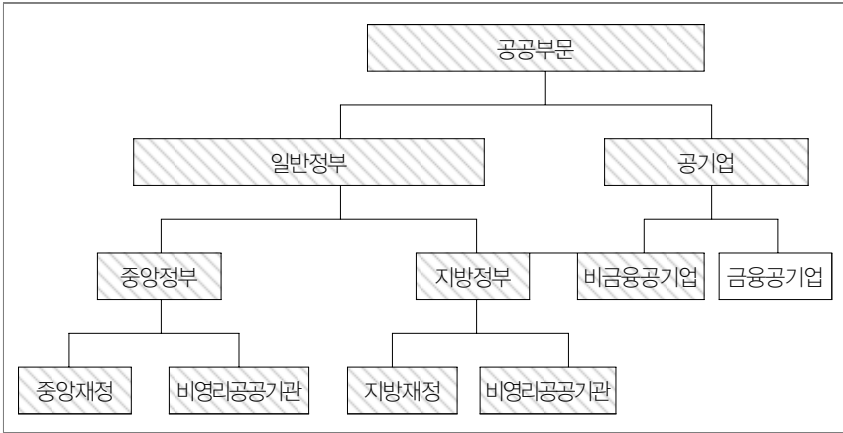 공공부문
일반정부
공기업
중앙정부
지방정부
비금융공기업
금융공기업
중앙재정
비영리공공기관
지방재정
비영리공공기관